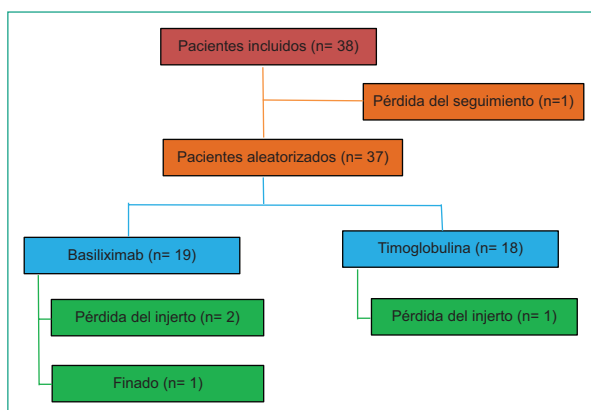 Pacientes incluidos (n= 38)
Pérdida del seguimiento (n=1)
Pacientes aleatorizados (n= 37)
Basiliximab (n= 19)
Timoglobulina (n= 18)
Pérdida del injerto (n= 2)
Pérdida del injerto (n= 1)
Finado (n= 1)